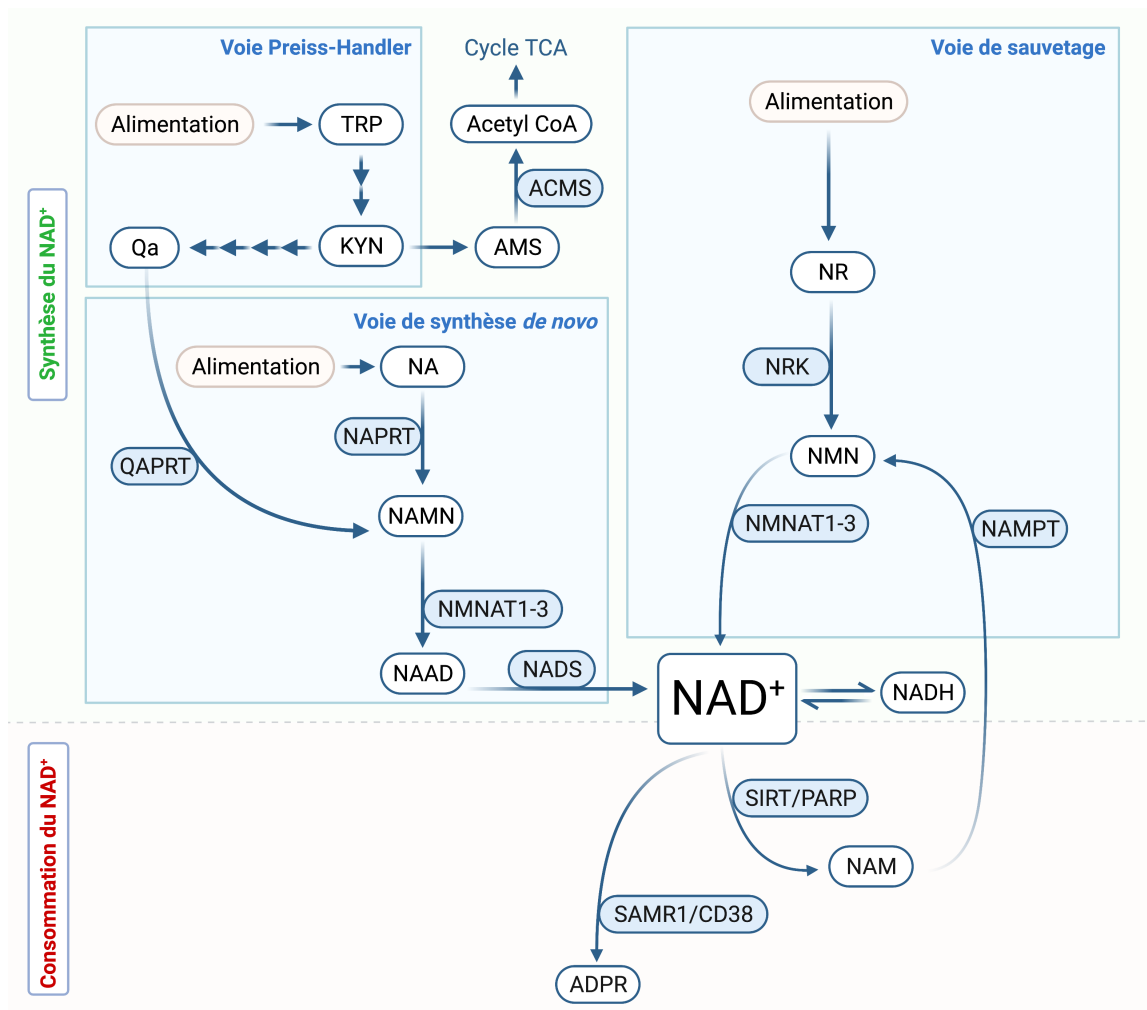 Voie Preiss-Handler
Alimentation
TRP
Qa
KYN
Cycle TCA
Acetyl CoA
ACMS
AMS
Voie de sauvetage
Alimentation
NR
NRK
NMN
NMNAT1-3
NAMPT
Synthèse du NAD⁺
Voie de synthèse de novo
Alimentation
NA
NAPRT
QAPRT
NAMN
NMNAT1-3
NAAD
NADS
NAD⁺
NADH
Consommation du NAD⁺
SIRT/PARP
NAM
SAMR1/CD38
ADPR